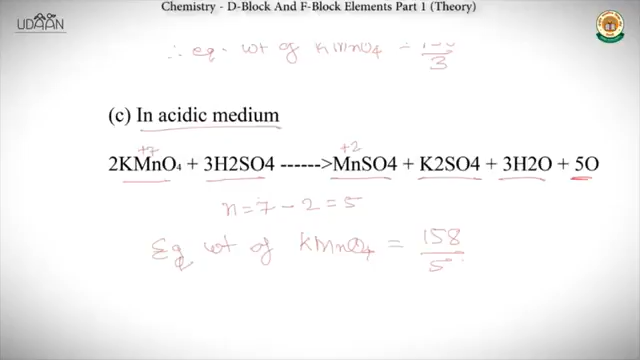 Chemistry - D-Block And F-Block Elements Part 1 (Theory)
UDAAN
∴ eq. wt of KMnO4 = 158/3
(c) In acidic medium
+7 +2
2KMnO4 + 3H2SO4 ------>MnSO4 + K2SO4 + 3H2O + 5O
n = 7 - 2 = 5
Eq wt of KMnO4 = 158/5